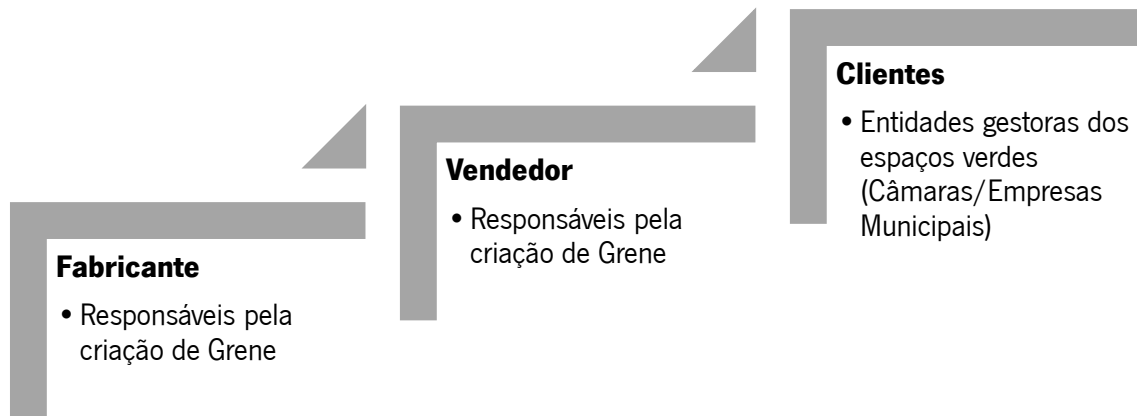 Fabricante
• Responsáveis pela
criação de Grene
Vendedor
• Responsáveis pela
criação de Grene
Clientes
• Entidades gestoras dos
espaços verdes
(Câmaras/Empresas
Municipais)